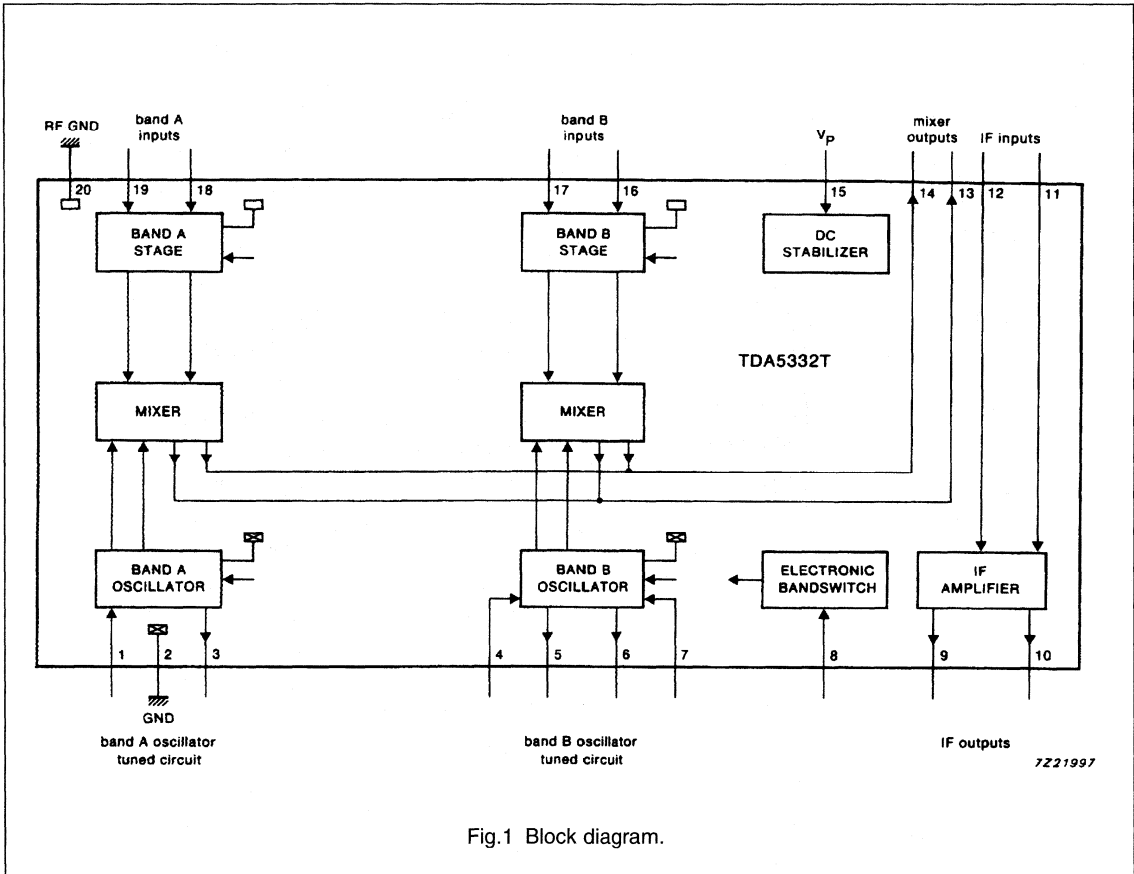 RF GND
band A
inputs
band B
inputs
VP
mixer
outputs
IF inputs
20
19
18
17
16
15
14
13
12
11
BAND A
STAGE
BAND B
STAGE
DC
STABILIZER
TDA5332T
MIXER
MIXER
BAND A
OSCILLATOR
BAND B
OSCILLATOR
ELECTRONIC
BANDSWITCH
IF
AMPLIFIER
1
2
3
4
5
6
7
8
9
10
GND
band A oscillator
tuned circuit
band B oscillator
tuned circuit
IF outputs
7Z21997
Fig.1 Block diagram.